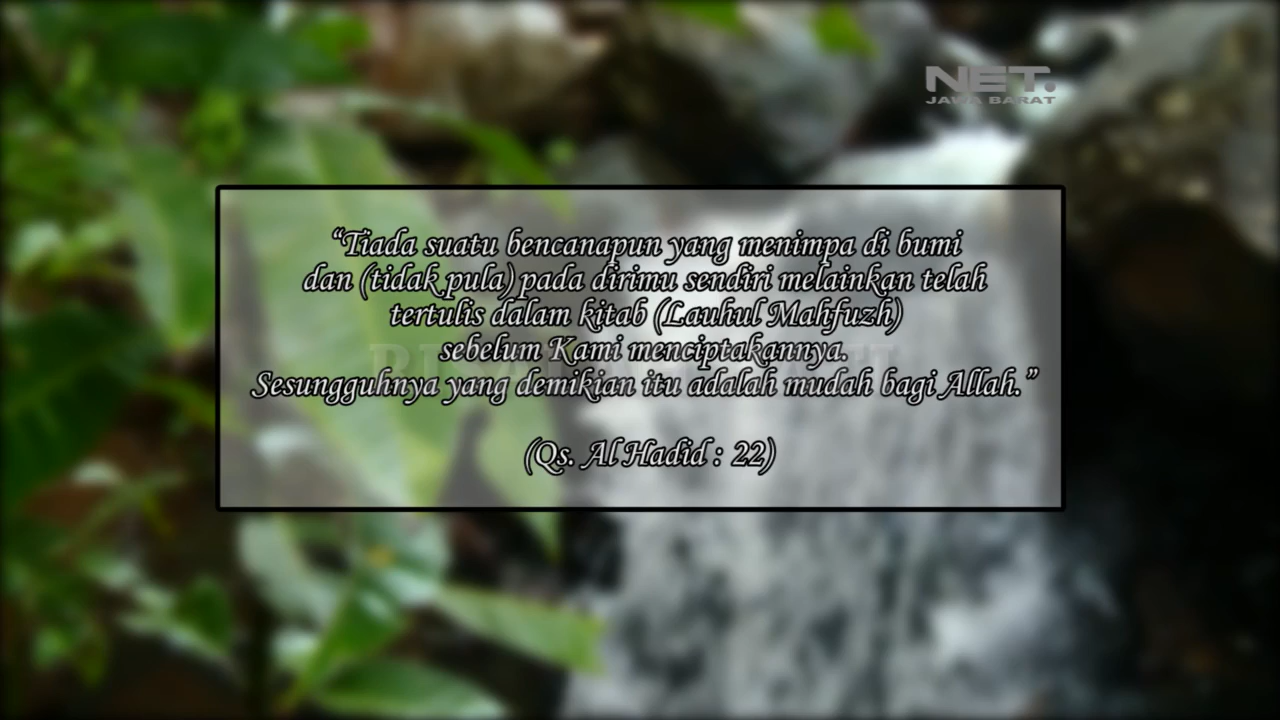 NET.
JAWA BARAT
“Tiada suatu bencanapun yang menimpa di bumi
dan (tidak pula) pada dirimu sendiri melainkan telah
tertulis dalam kitab (Lauhul Mahfuzh)
sebelum Kami menciptakannya.
Sesungguhnya yang demikian itu adalah mudah bagi Allah.”
(Qs. Al Hadid : 22)